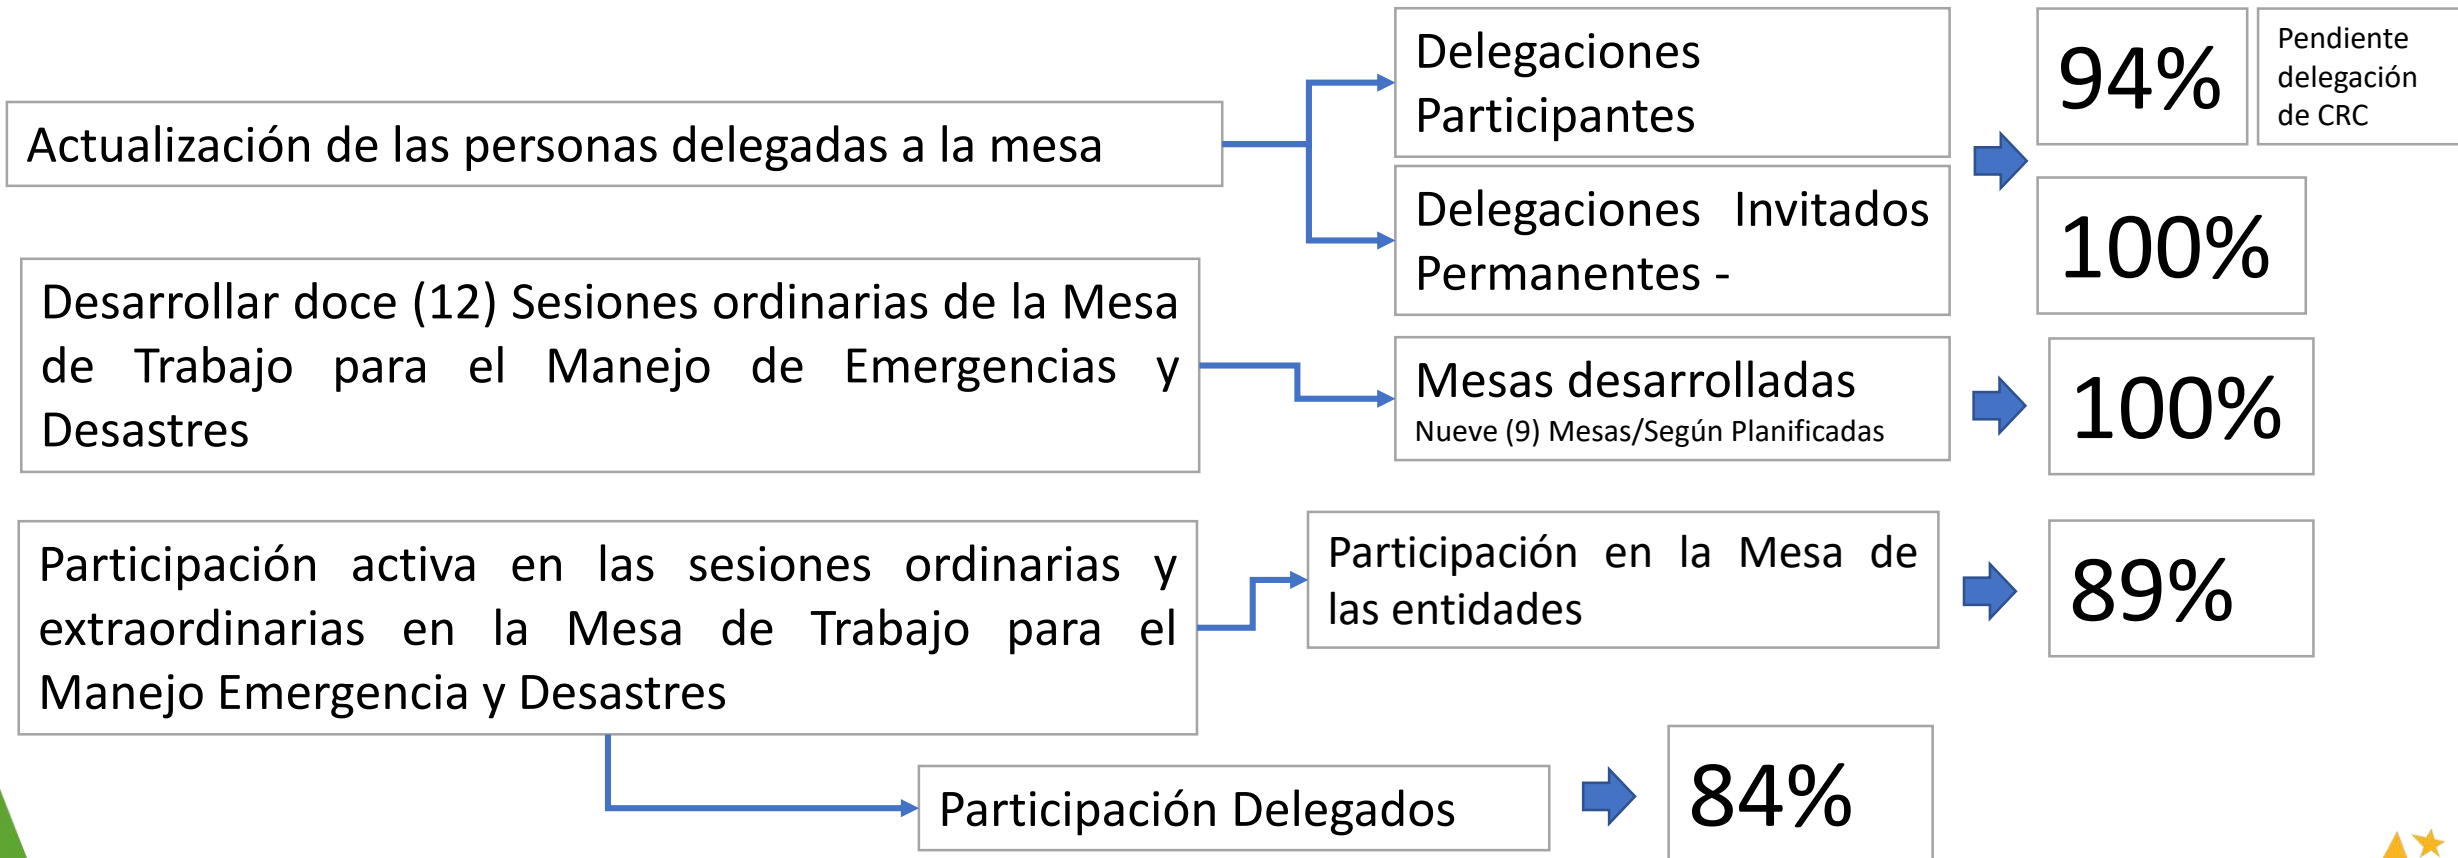 Actualización de las personas delegadas a la mesa
Delegaciones
Participantes
94%
Pendiente
delegación
de CRC
Delegaciones Invitados
Permanentes -
100%
Desarrollar doce (12) Sesiones ordinarias de la Mesa
de Trabajo para el Manejo de Emergencias y
Desastres
Mesas desarrolladas
Nueve (9) Mesas/Según Planificadas
100%
Participación activa en las sesiones ordinarias y
extraordinarias en la Mesa de Trabajo para el
Manejo Emergencia y Desastres
Participación en la Mesa de
las entidades
89%
Participación Delegados
84%